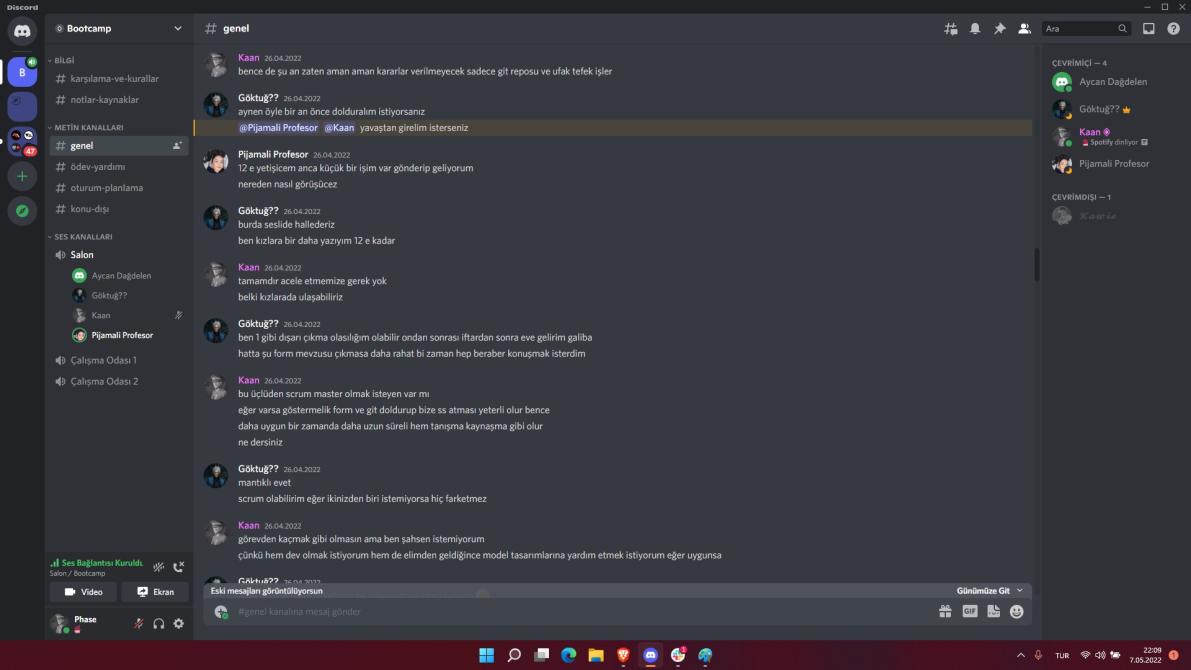 Discord
Bootcamp
# genel
Ara
B
47
BİLGİ
# karşılama-ve-kurallar
# notlar-kaynaklar
METİN KANALLARI
# genel
# ödev-yardımı
# oturum-planlama
# konu-dışı
SES KANALLARI
Salon
Aycan Dağdelen
Göktuğ??
Kaan
Pijamali Profesor
Çalışma Odası 1
Çalışma Odası 2
Ses Bağlantısı Kuruldu
Salon / Bootcamp
Video
Ekran
Phase
Kaan 26.04.2022
bence de şu an zaten aman aman kararlar verilmeyecek sadece git reposu ve ufak tefek işler
Göktuğ?? 26.04.2022
aynen öyle bir an önce dolduralım istiyorsanız
@Pijamali Profesor @Kaan yavaştan girelim isterseniz
Pijamali Profesor 26.04.2022
12 e yetişicem anca küçük bir işim var gönderip geliyorum
nereden nasıl görüşücez
Göktuğ?? 26.04.2022
burda seslide hallederiz
ben kızlara bir daha yazıyım 12 e kadar
Kaan 26.04.2022
tamamdır acele etmemize gerek yok
belki kızlarada ulaşabiliriz
Göktuğ?? 26.04.2022
ben 1 gibi dışarı çıkma olasılığım olabilir ondan sonrası iftardan sonra eve gelirim galiba
hatta şu form mevzusu çıkmasa daha rahat bi zaman hep beraber konuşmak isterdim
Kaan 26.04.2022
bu üçlüden scrum master olmak isteyen var mı
eğer varsa göstermelik form ve git doldurup bize ss atması yeterli olur bence
daha uygun bir zamanda daha uzun süreli hem tanışma kaynaşma gibi olur
ne dersiniz
Göktuğ?? 26.04.2022
mantıklı evet
scrum olabilirim eğer ikinizden biri istemiyorsa hiç farketmez
Kaan 26.04.2022
görevden kaçmak gibi olmasın ama ben şahsen istemiyorum
çünkü hem dev olmak istiyorum hem de elimden geldiğince model tasarımlarına yardım etmek istiyorum eğer uygunsa
Göktuğ?? 26.04.2022
Eski mesajları görüntülüyorsun
Günümüze Git
#genel kanalına mesaj gönder
GIF
ÇEVRİMİÇİ — 4
Aycan Dağdelen
Göktuğ??
Kaan
Spotify dinliyor
Pijamali Profesor
ÇEVRİMDIŞI — 1
𝓚𝓪𝔀𝓲𝓮
TUR
22:09
7.05.2022
1